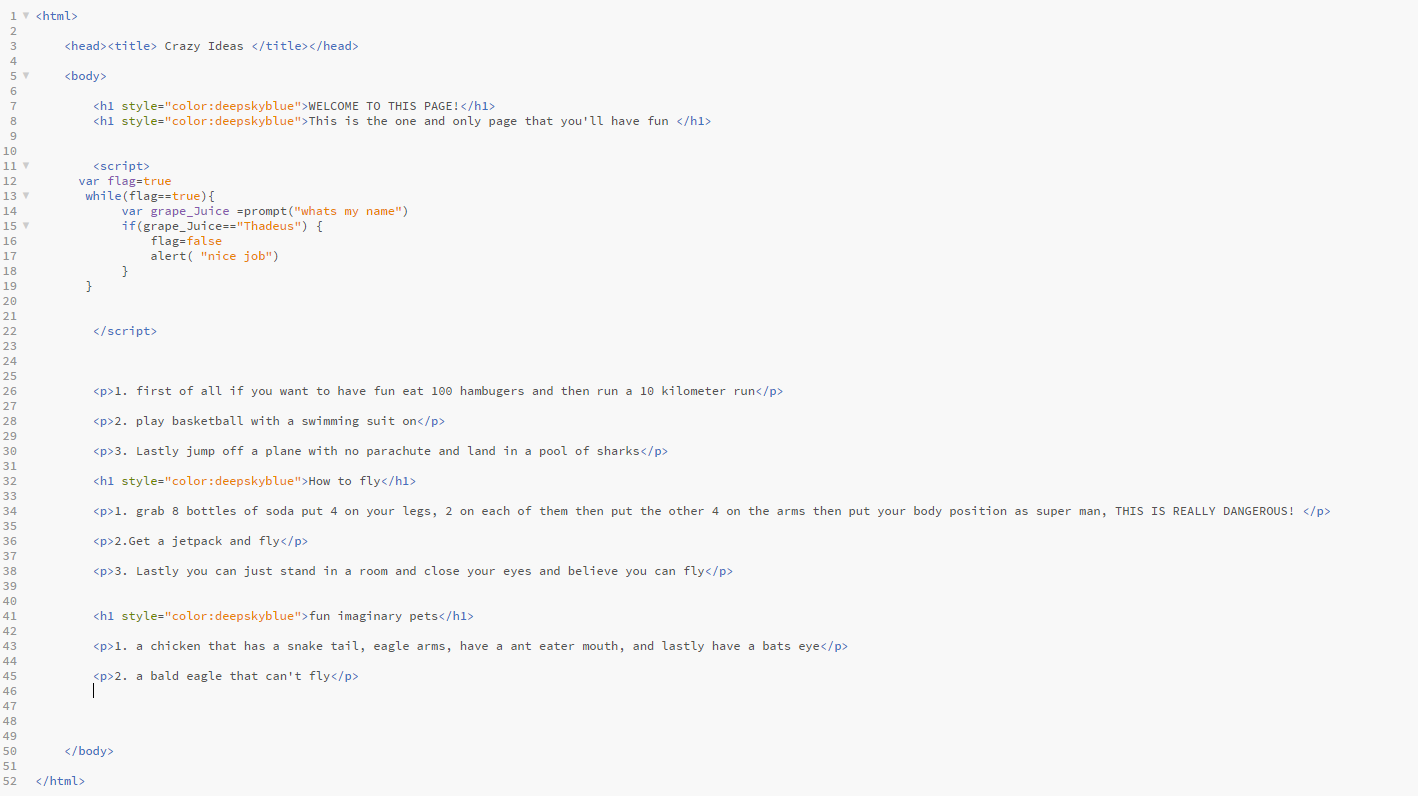 1 <html>
2
3 <head><title> Crazy Ideas </title></head>
4
5 <body>
6
7 <h1 style="color:deepskyblue">WELCOME TO THIS PAGE!</h1>
8 <h1 style="color:deepskyblue">This is the one and only page that you'll have fun </h1>
9
10
11 <script>
12 var flag=true
13 while(flag==true){
14 var grape_Juice =prompt("whats my name")
15 if(grape_Juice=="Thadeus") {
16 flag=false
17 alert( "nice job")
18 }
19 }
20
21
22 </script>
23
24
25
26 <p>1. first of all if you want to have fun eat 100 hambugers and then run a 10 kilometer run</p>
27
28 <p>2. play basketball with a swimming suit on</p>
29
30 <p>3. Lastly jump off a plane with no parachute and land in a pool of sharks</p>
31
32 <h1 style="color:deepskyblue">How to fly</h1>
33
34 <p>1. grab 8 bottles of soda put 4 on your legs, 2 on each of them then put the other 4 on the arms then put your body position as super man, THIS IS REALLY DANGEROUS! </p>
35
36 <p>2.Get a jetpack and fly</p>
37
38 <p>3. Lastly you can just stand in a room and close your eyes and believe you can fly</p>
39
40
41 <h1 style="color:deepskyblue">fun imaginary pets</h1>
42
43 <p>1. a chicken that has a snake tail, eagle arms, have a ant eater mouth, and lastly have a bats eye</p>
44
45 <p>2. a bald eagle that can't fly</p>
46
47
48
49
50 </body>
51
52 </html>